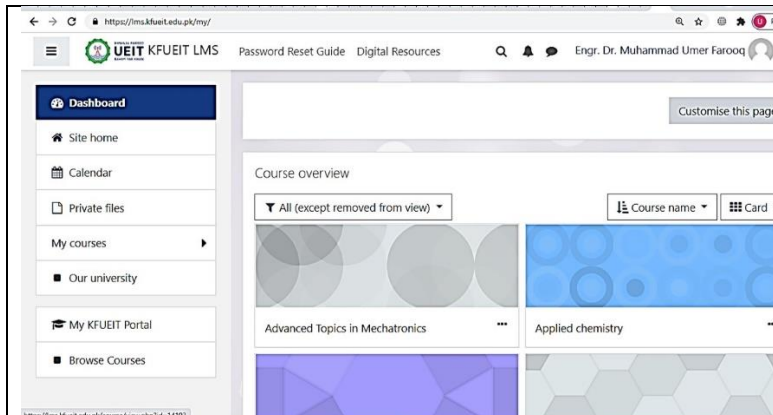 https://lms.kfueit.edu.pk/my/
UEIT KFUEIT LMS
Password Reset Guide Digital Resources
Engr. Dr. Muhammad Umer Farooq
Dashboard
Customise this page
Site home
Calendar
Course overview
Private files
All (except removed from view)
Course name
Card
My courses
Our university
My KFUEIT Portal
Advanced Topics in Mechatronics
Applied chemistry
Browse Courses